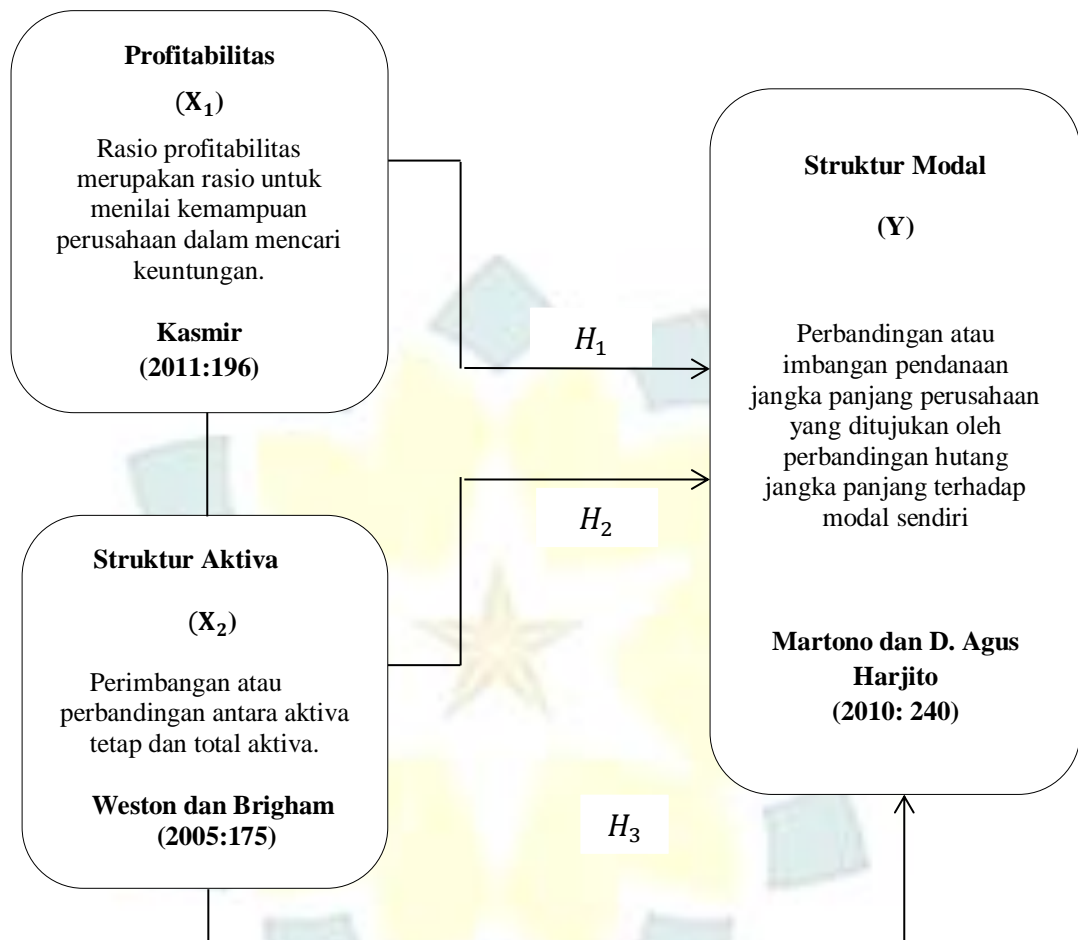 Profitabilitas
(X₁)
Rasio profitabilitas
merupakan rasio untuk
menilai kemampuan
perusahaan dalam mencari
keuntungan.
Kasmir
(2011:196)
Struktur Aktiva
(X₂)
Perimbangan atau
perbandingan antara aktiva
tetap dan total aktiva.
Weston dan Brigham
(2005:175)
H₁
H₂
H₃
Struktur Modal
(Y)
Perbandingan atau
imbangan pendanaan
jangka panjang perusahaan
yang ditujukan oleh
perbandingan hutang
jangka panjang terhadap
modal sendiri
Martono dan D. Agus
Harjito
(2010: 240)